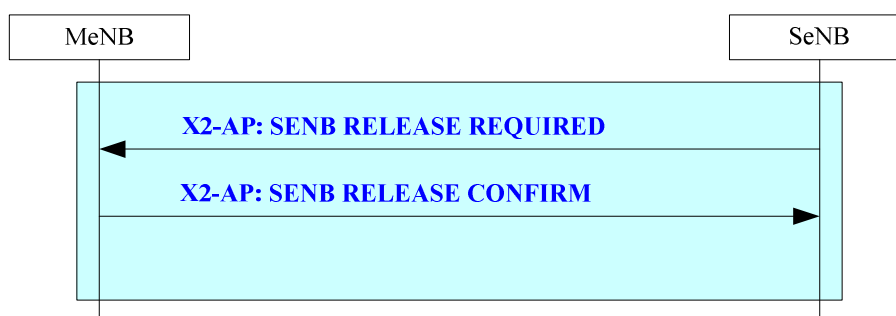 MeNB
SeNB
X2-AP: SENB RELEASE REQUIRED
X2-AP: SENB RELEASE CONFIRM